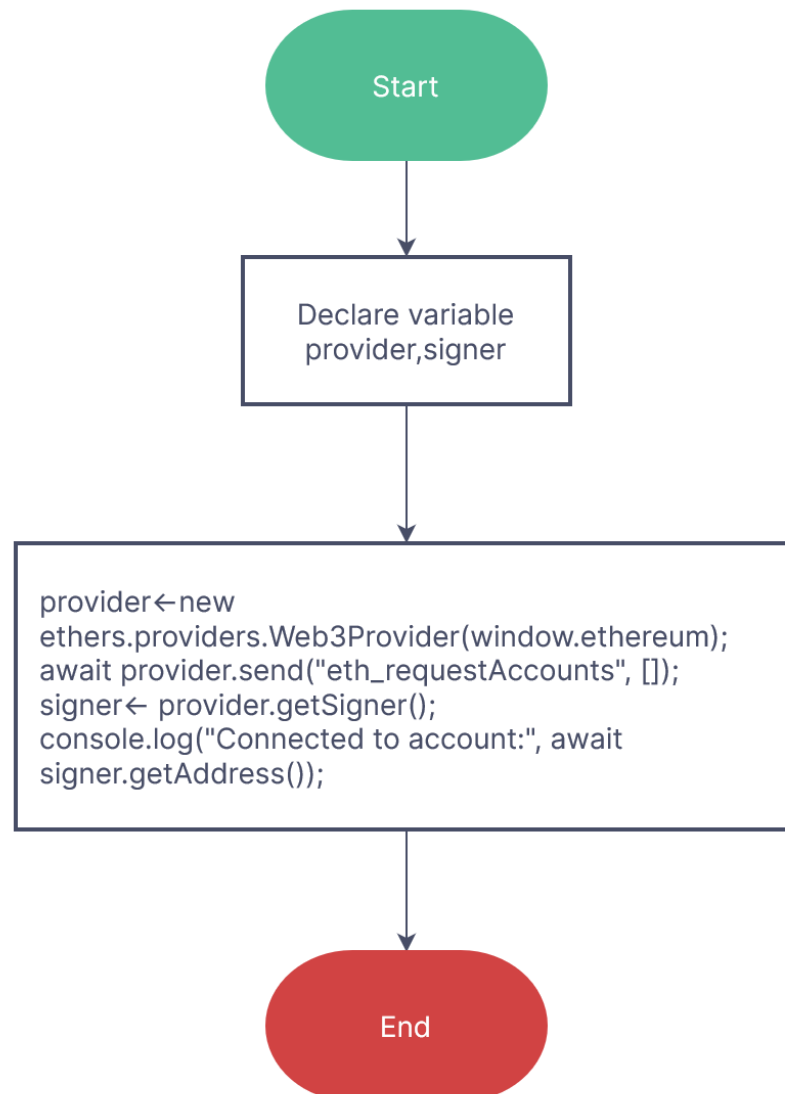 Start
Declare variable
provider,signer
provider←new
ethers.providers.Web3Provider(window.ethereum);
await provider.send("eth_requestAccounts", []);
signer← provider.getSigner();
console.log("Connected to account:", await
signer.getAddress());
End